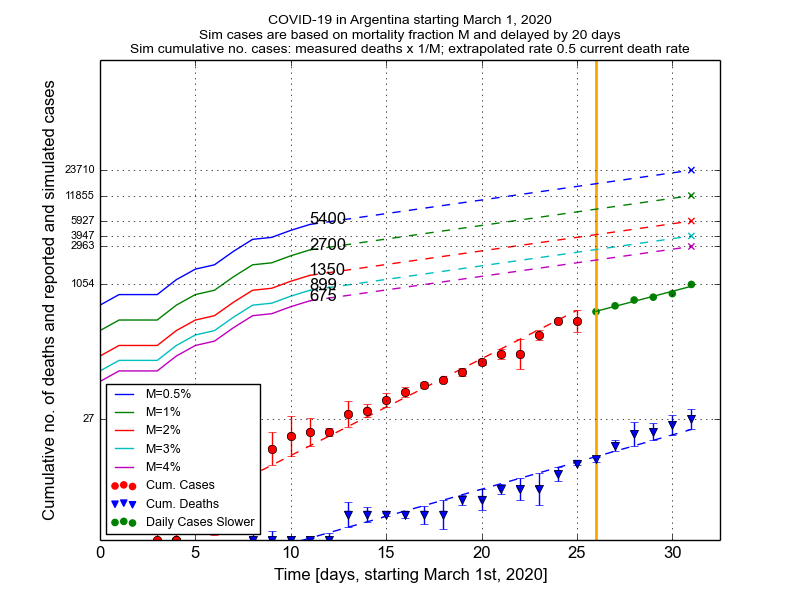 COVID-19 in Argentina starting March 1, 2020
Sim cases are based on mortality fraction M and delayed by 20 days
Sim cumulative no. cases: measured deaths x 1/M; extrapolated rate 0.5 current death rate
Cumulative no. of deaths and reported and simulated cases
23710
11855
5927
3947
2963
1054
27
5400
2700
1350
899
675
M=0.5%
M=1%
M=2%
M=3%
M=4%
Cum. Cases
Cum. Deaths
Daily Cases Slower
0 5 10 15 20 25 30
Time [days, starting March 1st, 2020]